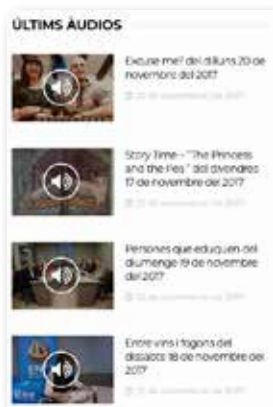 ÚLTIMS ÀUDIOS
Excuse me? del dilluns 20 de
novembre del 2017
Story Time – "The Princess
and the Pea" del divendres
17 de novembre del 2017
Persones que eduquen del
diumenge 19 de novembre
del 2017
Entre vins i fogons del
dissabte 18 de novembre del
2017